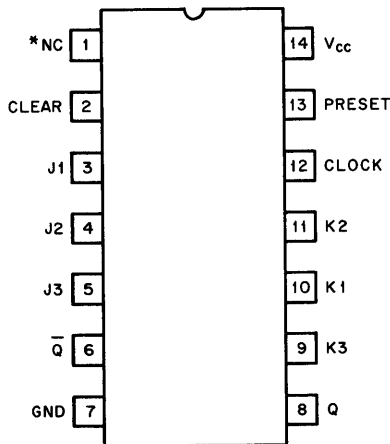 *NC 1 14 Vcc
CLEAR 2 13 PRESET
J1 3 12 CLOCK
J2 4 11 K2
J3 5 10 K1
Q̅ 6 9 K3
GND 7 8 Q